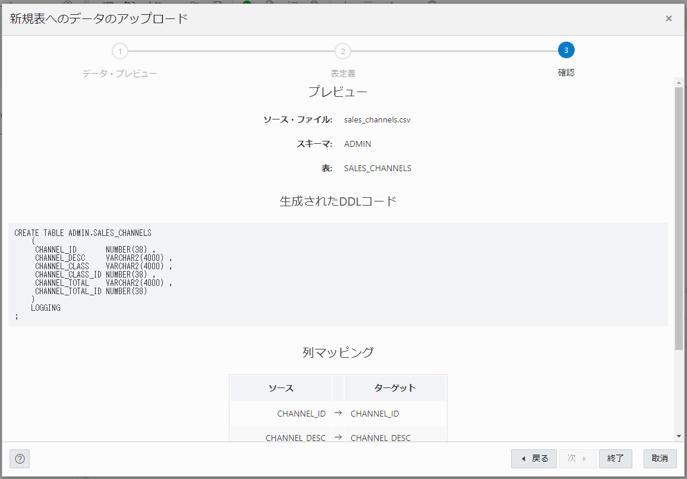 新規表へのデータのアップロード
×
1
2
3
データ・プレビュー
表定義
確認
プレビュー
ソース・ファイル: sales_channels.csv
スキーマ: ADMIN
表: SALES_CHANNELS
生成されたDDLコード
CREATE TABLE ADMIN.SALES_CHANNELS
(
CHANNEL_ID NUMBER(38) ,
CHANNEL_DESC VARCHAR2(4000) ,
CHANNEL_CLASS VARCHAR2(4000) ,
CHANNEL_CLASS_ID NUMBER(38) ,
CHANNEL_TOTAL VARCHAR2(4000) ,
CHANNEL_TOTAL_ID NUMBER(38)
)
LOGGING
;
列マッピング
ソース ターゲット
CHANNEL_ID → CHANNEL_ID
CHANNEL_DESC → CHANNEL_DESC
? 戻る 次 終了 取消